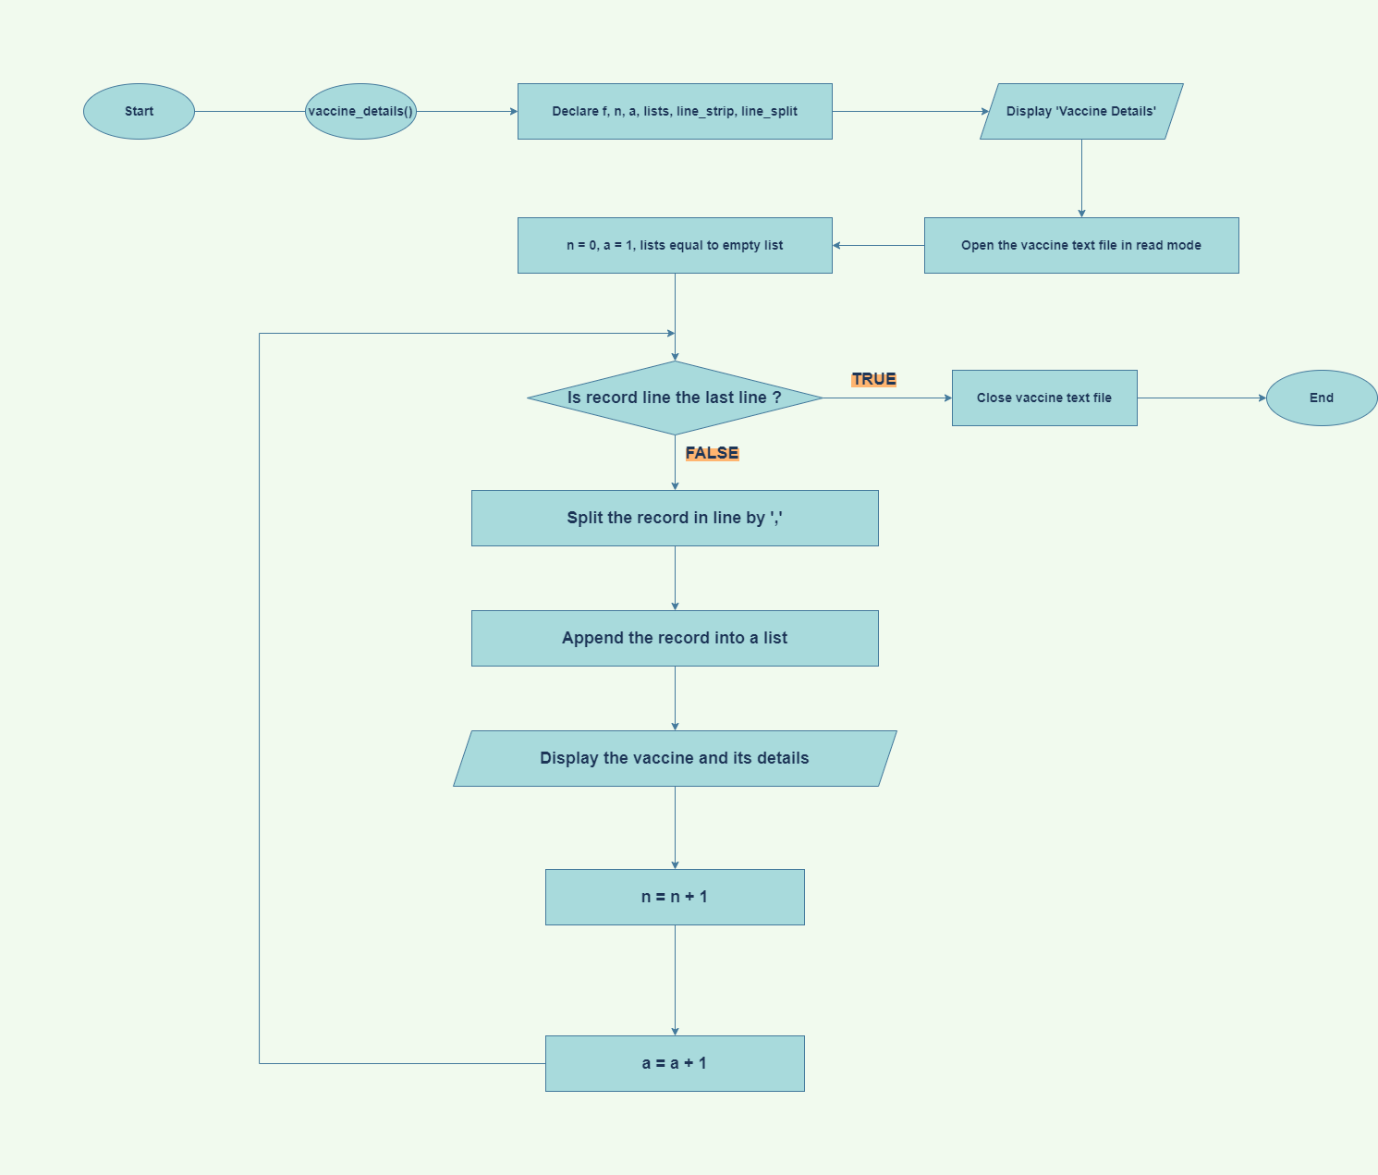 Start
vaccine_details()
Declare f, n, a, lists, line_strip, line_split
Display 'Vaccine Details'
Open the vaccine text file in read mode
n = 0, a = 1, lists equal to empty list
Is record line the last line ?
TRUE
Close vaccine text file
End
FALSE
Split the record in line by ','
Append the record into a list
Display the vaccine and its details
n = n + 1
a = a + 1